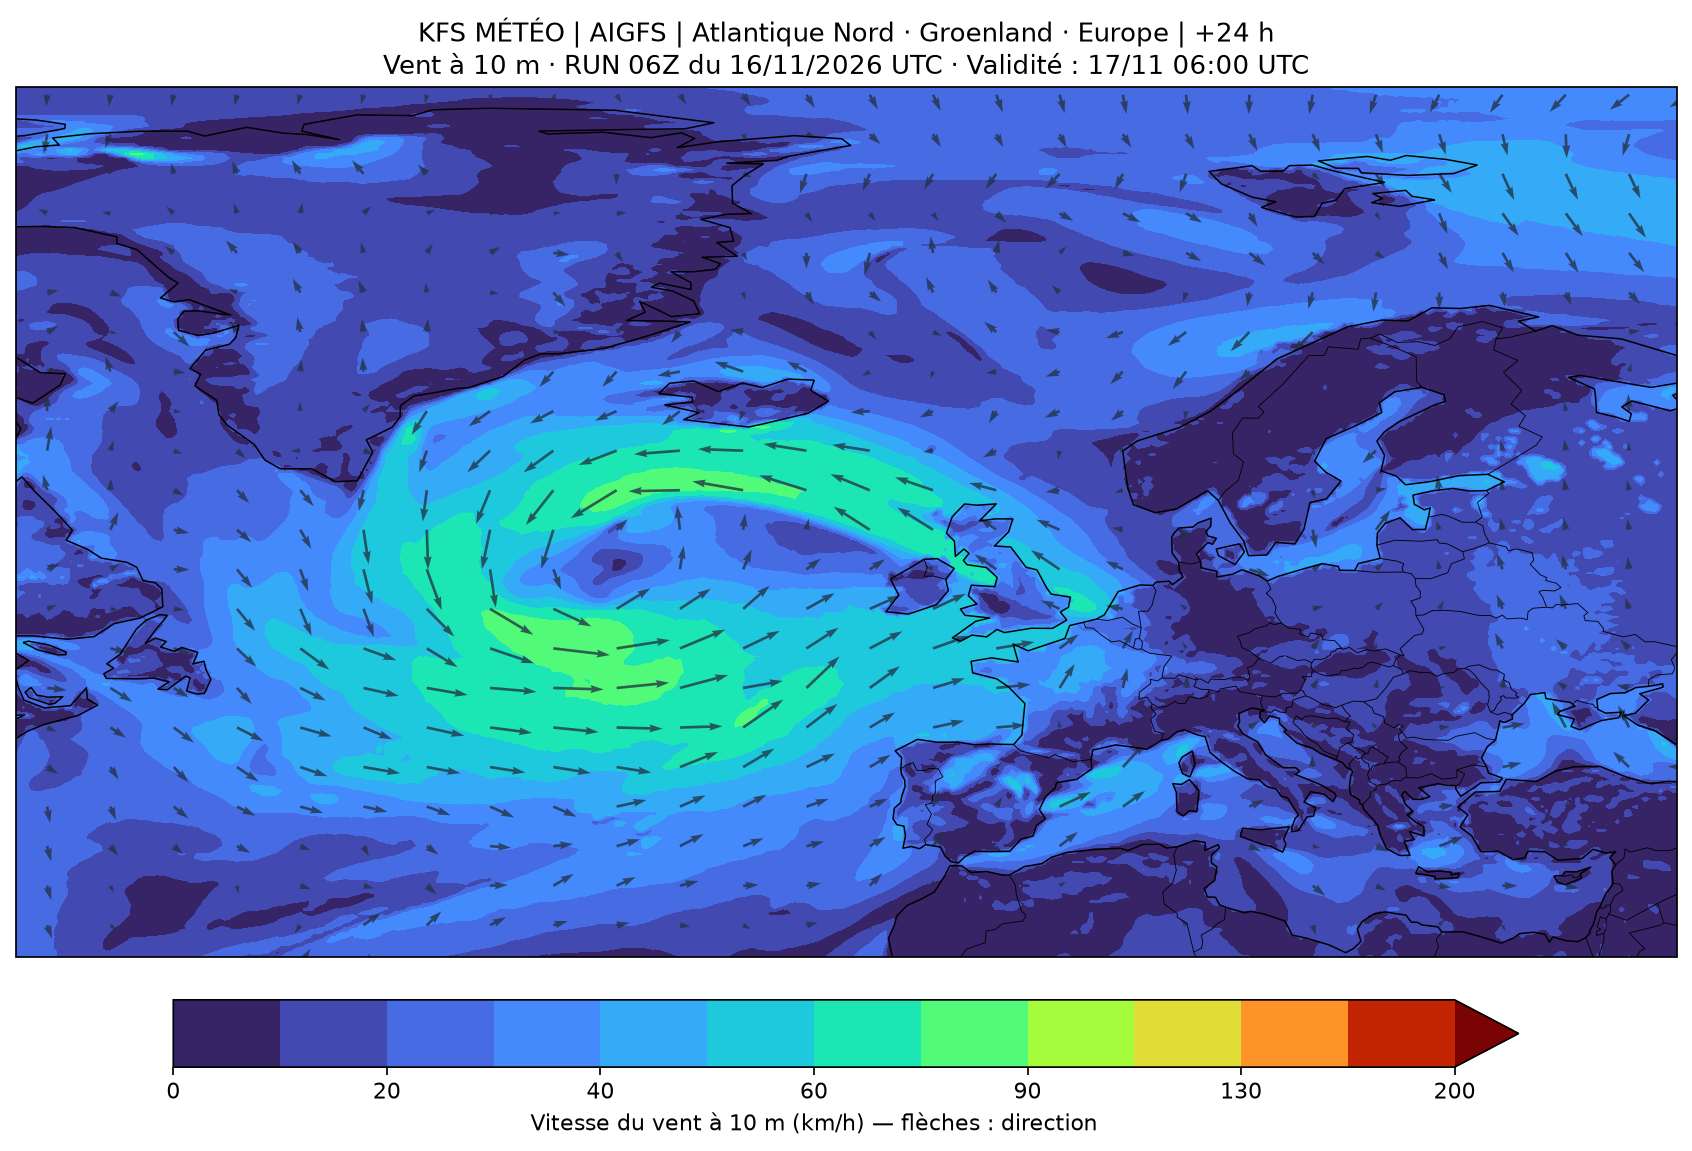 KFS MÉTÉO | AIGFS | Atlantique Nord · Groenland · Europe | +24 h
Vent à 10 m · RUN 06Z du 16/11/2026 UTC · Validité : 17/11 06:00 UTC
0 20 40 60 90 130 200
Vitesse du vent à 10 m (km/h) — flèches : direction